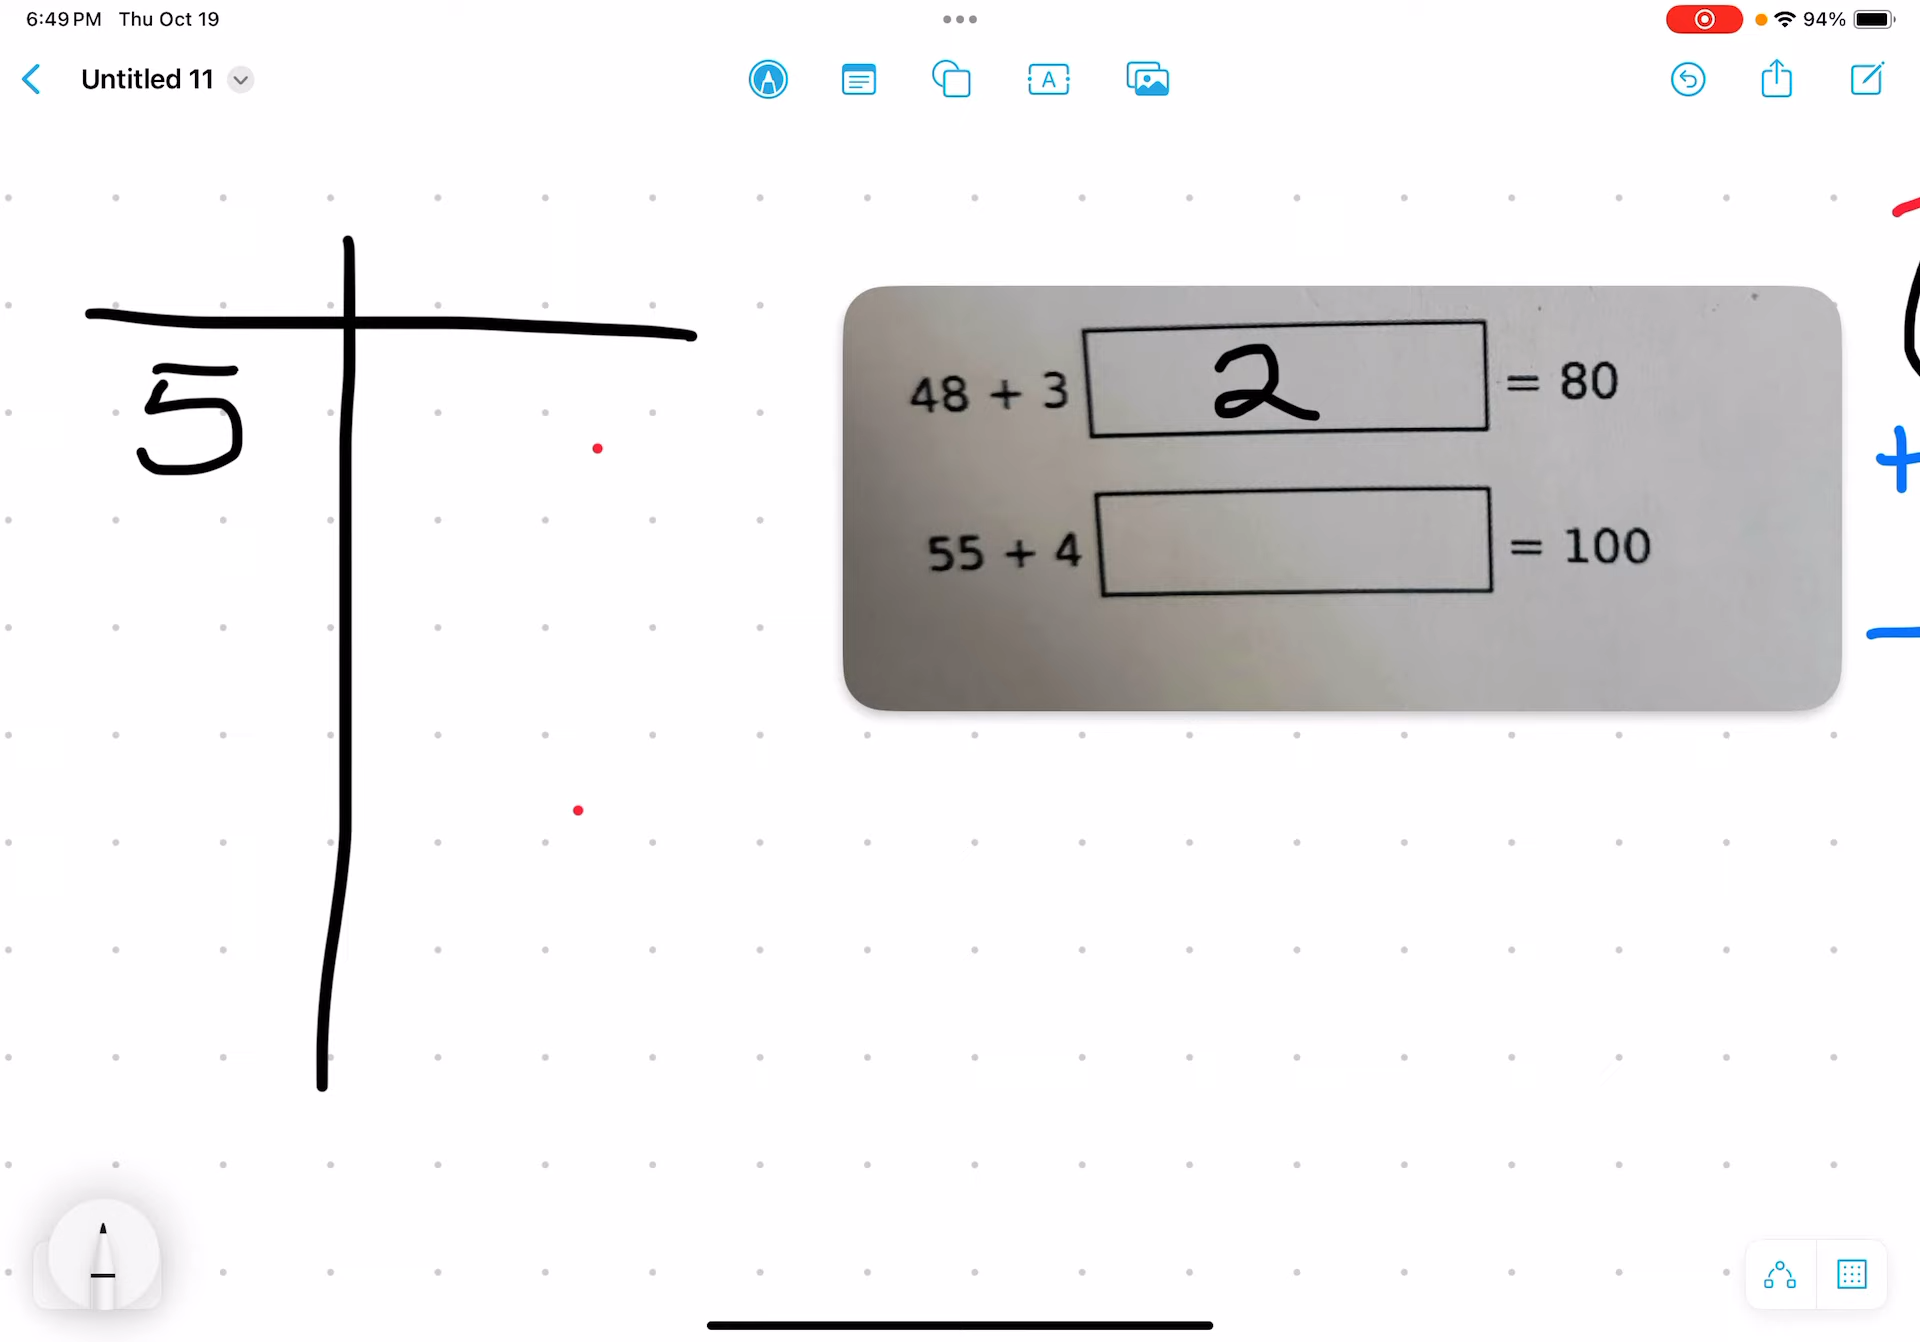 6:49 PM Thu Oct 19
94%
Untitled 11
A
5
48 + 3 2 = 80
55 + 4 = 100
+
-